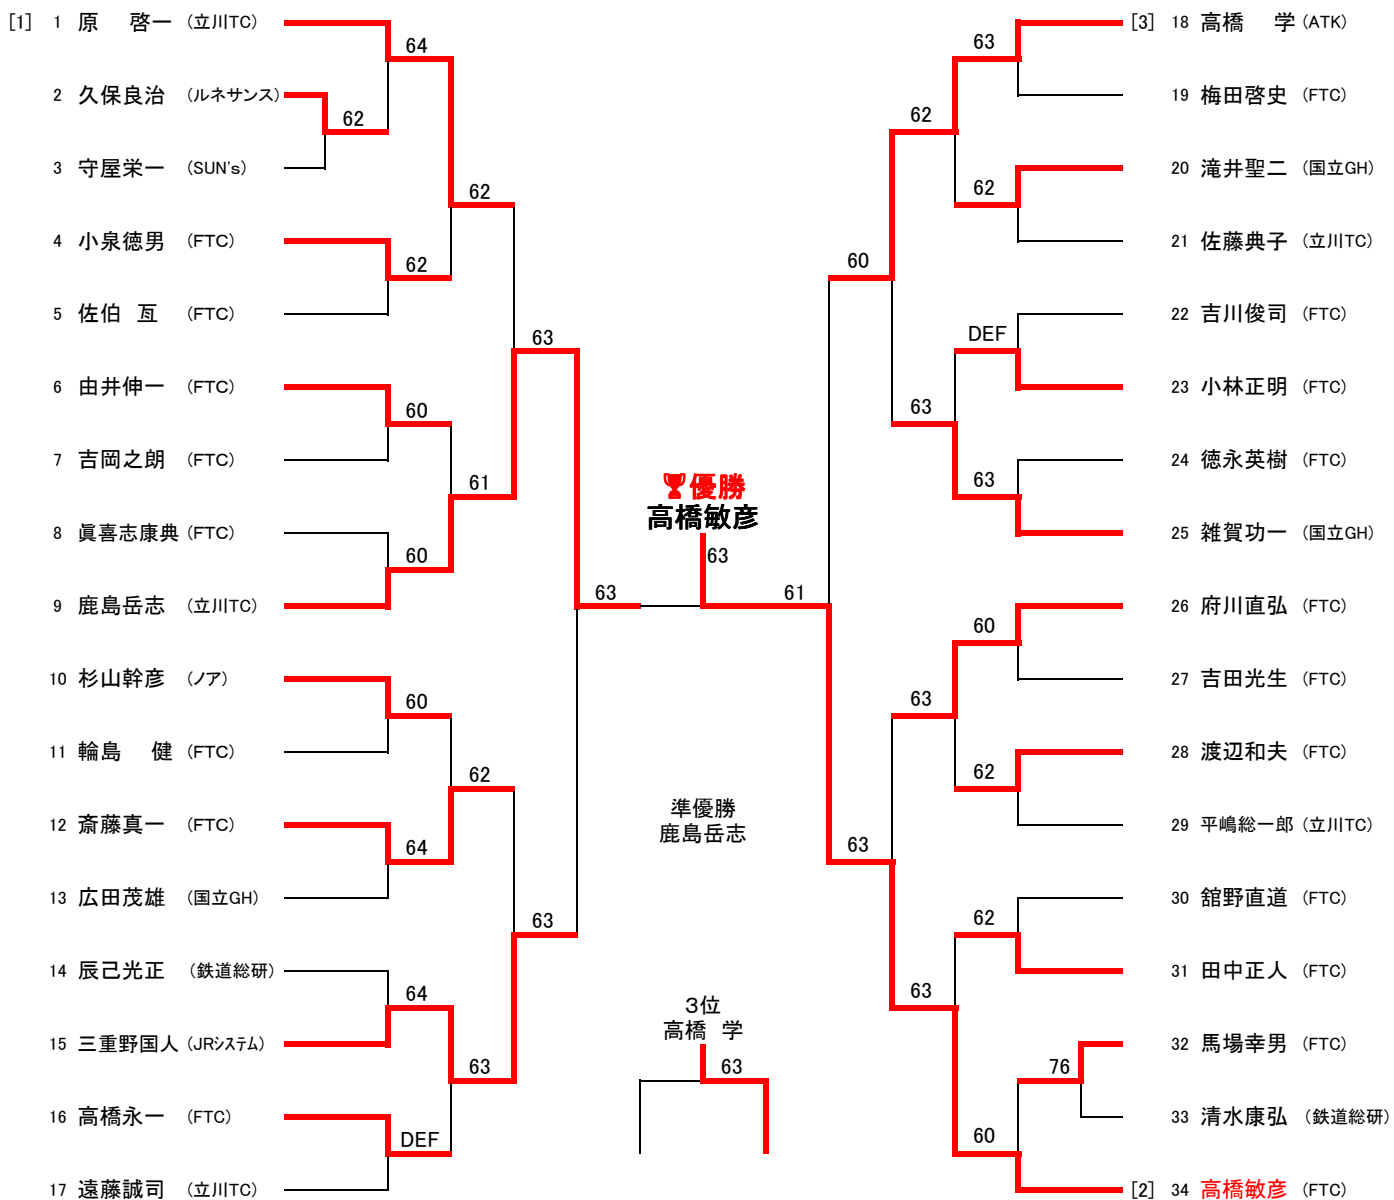 [1] 1 原 啓一 (立川TC)
64
2 久保良治 (ルネサンス)
62
3 守屋栄一 (SUN's)
62
4 小泉徳男 (FTC)
62
5 佐伯 亙 (FTC)
63
6 由井伸一 (FTC)
60
7 吉岡之朗 (FTC)
61
8 眞喜志康典 (FTC)
60
9 鹿島岳志 (立川TC)
63
10 杉山幹彦 (ノア)
60
11 輪島 健 (FTC)
62
12 斎藤真一 (FTC)
64
13 広田茂雄 (国立GH)
63
14 辰己光正 (鉄道総研)
64
15 三重野国人 (JRシステム)
63
16 高橋永一 (FTC)
DEF
17 遠藤誠司 (立川TC)
🏆優勝
高橋敏彦
63
準優勝
鹿島岳志
3位
高橋 学
63
[3] 18 高橋 学 (ATK)
63
19 梅田啓史 (FTC)
62
20 滝井聖二 (国立GH)
62
21 佐藤典子 (立川TC)
60
22 吉川俊司 (FTC)
DEF
23 小林正明 (FTC)
63
24 徳永英樹 (FTC)
63
25 雑賀功一 (国立GH)
61
26 府川直弘 (FTC)
60
27 吉田光生 (FTC)
63
28 渡辺和夫 (FTC)
62
29 平嶋総一郎 (立川TC)
63
30 舘野直道 (FTC)
62
31 田中正人 (FTC)
63
32 馬場幸男 (FTC)
76
33 清水康弘 (鉄道総研)
60
[2] 34 高橋敏彦 (FTC)